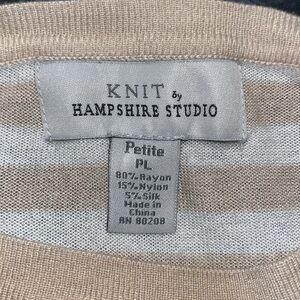 KNIT by
HAMPSHIRE STUDIO
Petite
PL
80% Rayon
15% Nylon
5% Silk
Made in
China
RN 80208